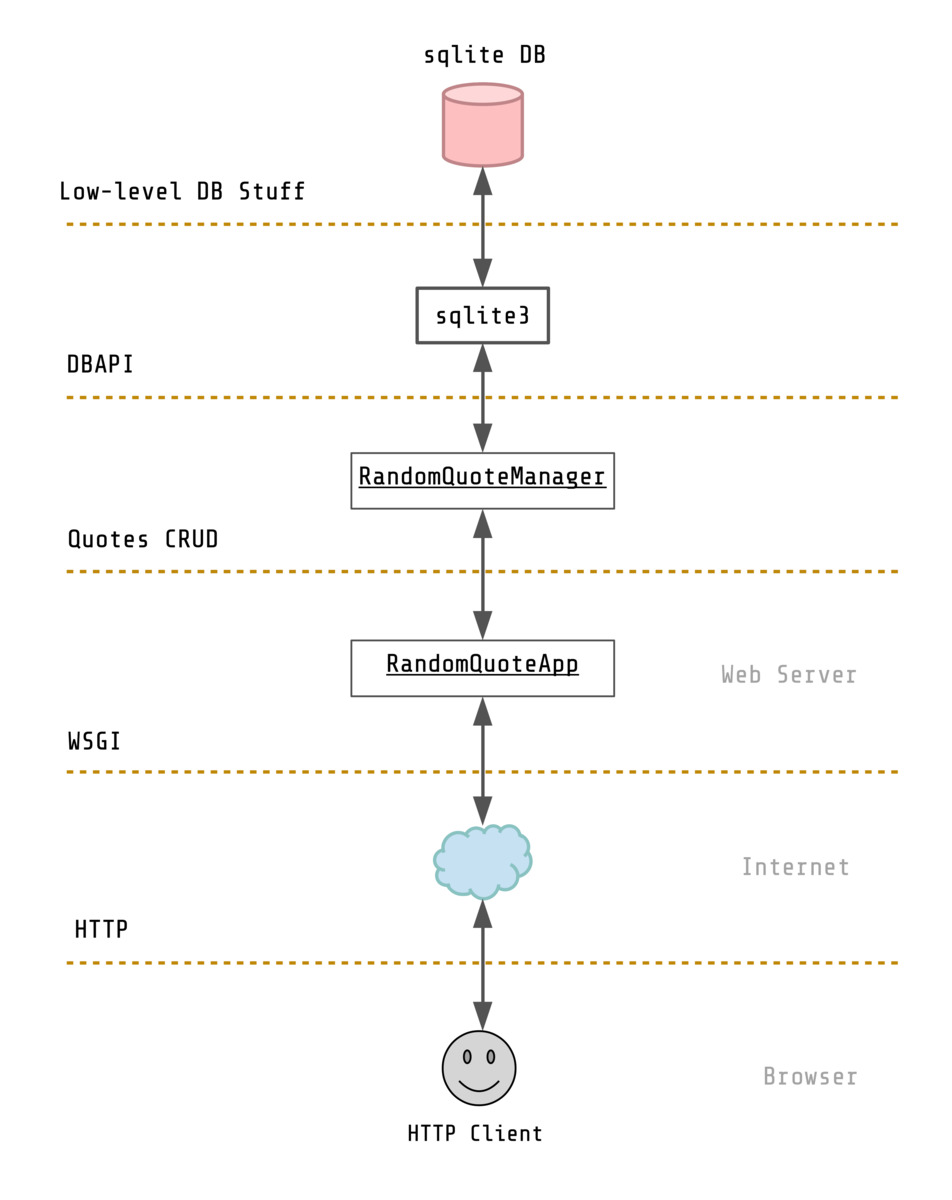 sqlite DB
Low-level DB Stuff
sqlite3
DBAPI
RandomQuoteManager
Quotes CRUD
RandomQuoteApp
Web Server
WSGI
Internet
HTTP
Browser
HTTP Client